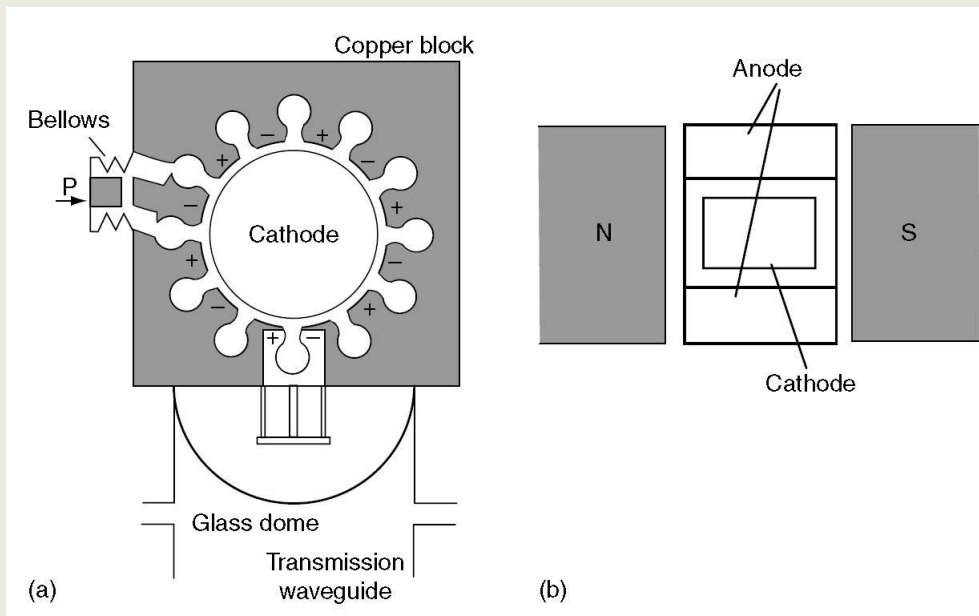 Copper block
Bellows
P
Cathode
+
−
+
−
+
−
+
−
+
−
+
−
Glass dome
Transmission
waveguide
(a)
Anode
N
S
Cathode
(b)